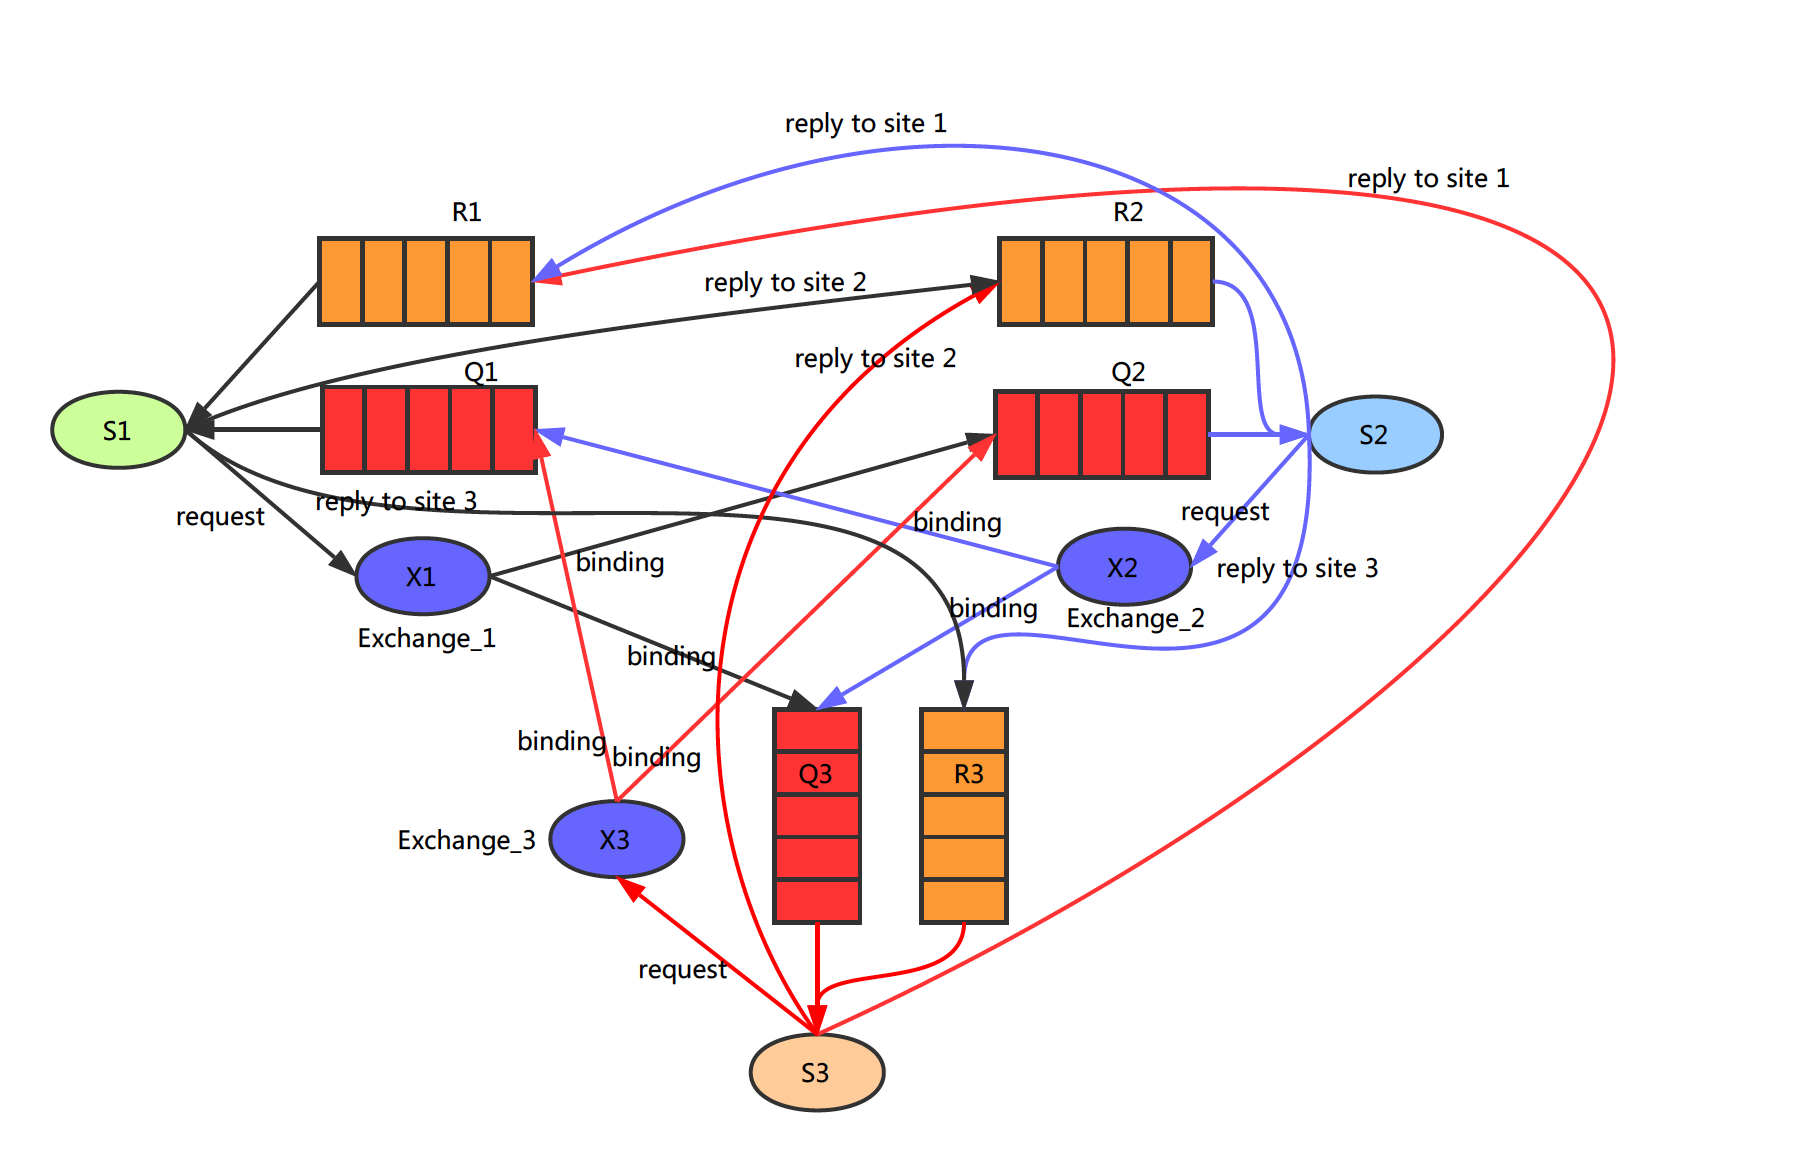 reply to site 1
reply to site 1
R1
R2
reply to site 2
reply to site 2
Q1
Q2
S1
S2
reply to site 3
request
request
binding
binding
X1
X2
reply to site 3
Exchange_1
binding
Exchange_2
binding
binding
binding
Q3
R3
Exchange_3
X3
request
S3